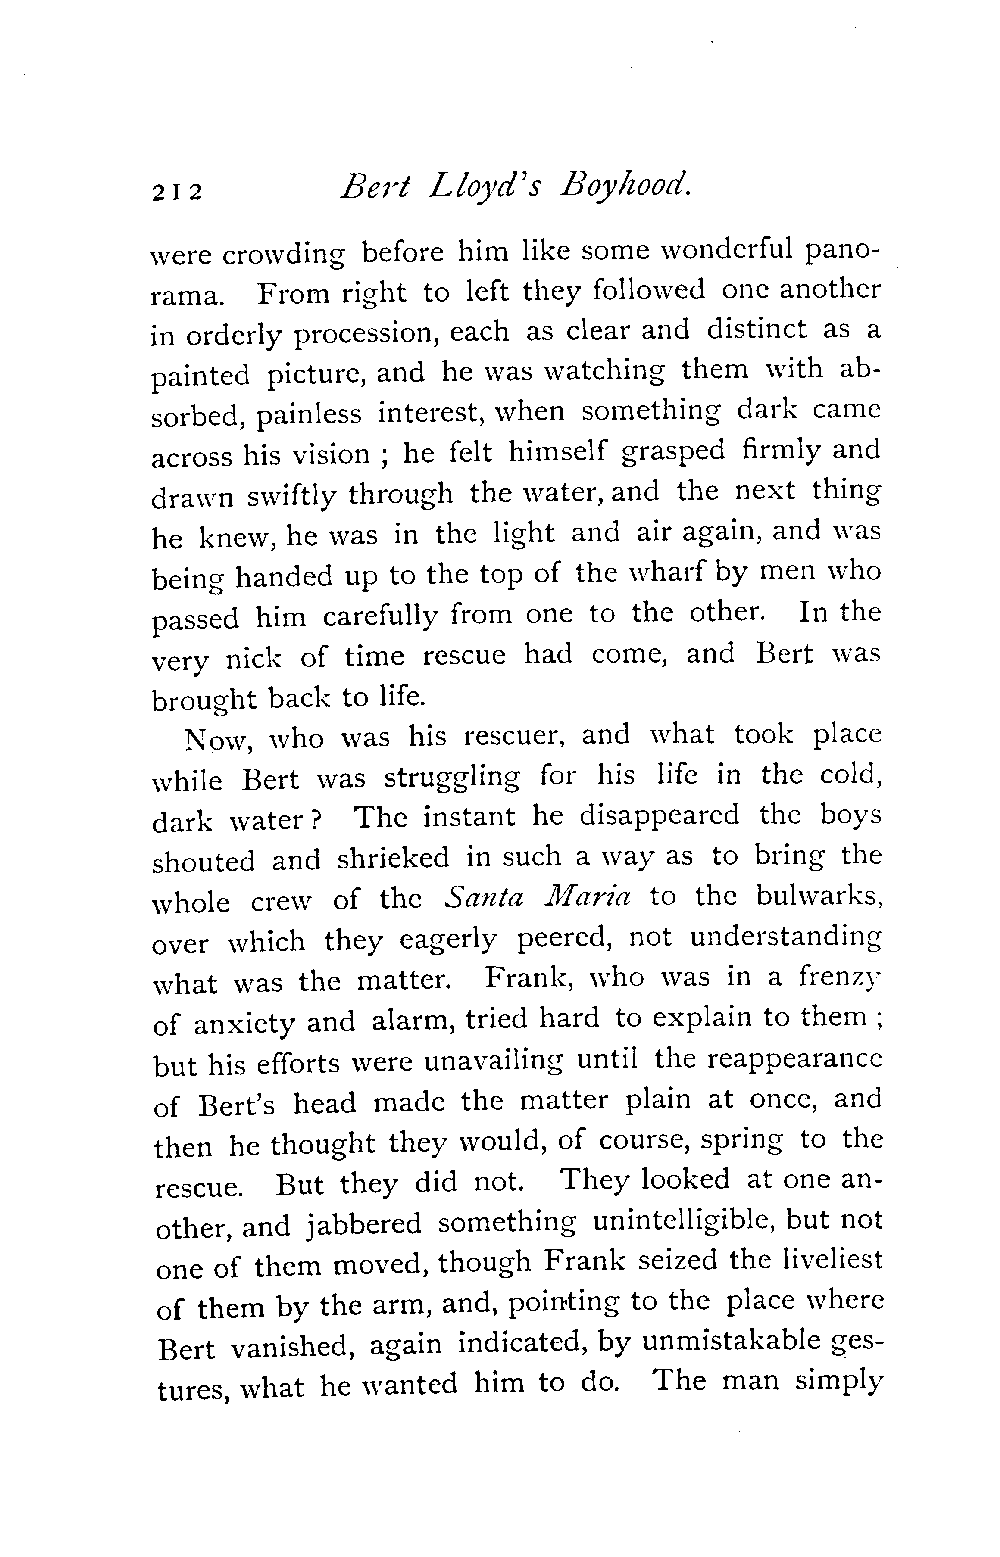 212 Bert Lloyd's Boyhood.
were crowding before him like some wonderful pano-
rama. From right to left they followed one another
in orderly procession, each as clear and distinct as a
painted picture, and he was watching them with ab-
sorbed, painless interest, when something dark came
across his vision ; he felt himself grasped firmly and
drawn swiftly through the water, and the next thing
he knew, he was in the light and air again, and was
being handed up to the top of the wharf by men who
passed him carefully from one to the other. In the
very nick of time rescue had come, and Bert was
brought back to life.
Now, who was his rescuer, and what took place
while Bert was struggling for his life in the cold,
dark water ? The instant he disappeared the boys
shouted and shrieked in such a way as to bring the
whole crew of the Santa Maria to the bulwarks,
over which they eagerly peered, not understanding
what was the matter. Frank, who was in a frenzy
of anxiety and alarm, tried hard to explain to them ;
but his efforts were unavailing until the reappearance
of Bert's head made the matter plain at once, and
then he thought they would, of course, spring to the
rescue. But they did not. They looked at one an-
other, and jabbered something unintelligible, but not
one of them moved, though Frank seized the liveliest
of them by the arm, and, pointing to the place where
Bert vanished, again indicated, by unmistakable ges-
tures, what he wanted him to do. The man simply